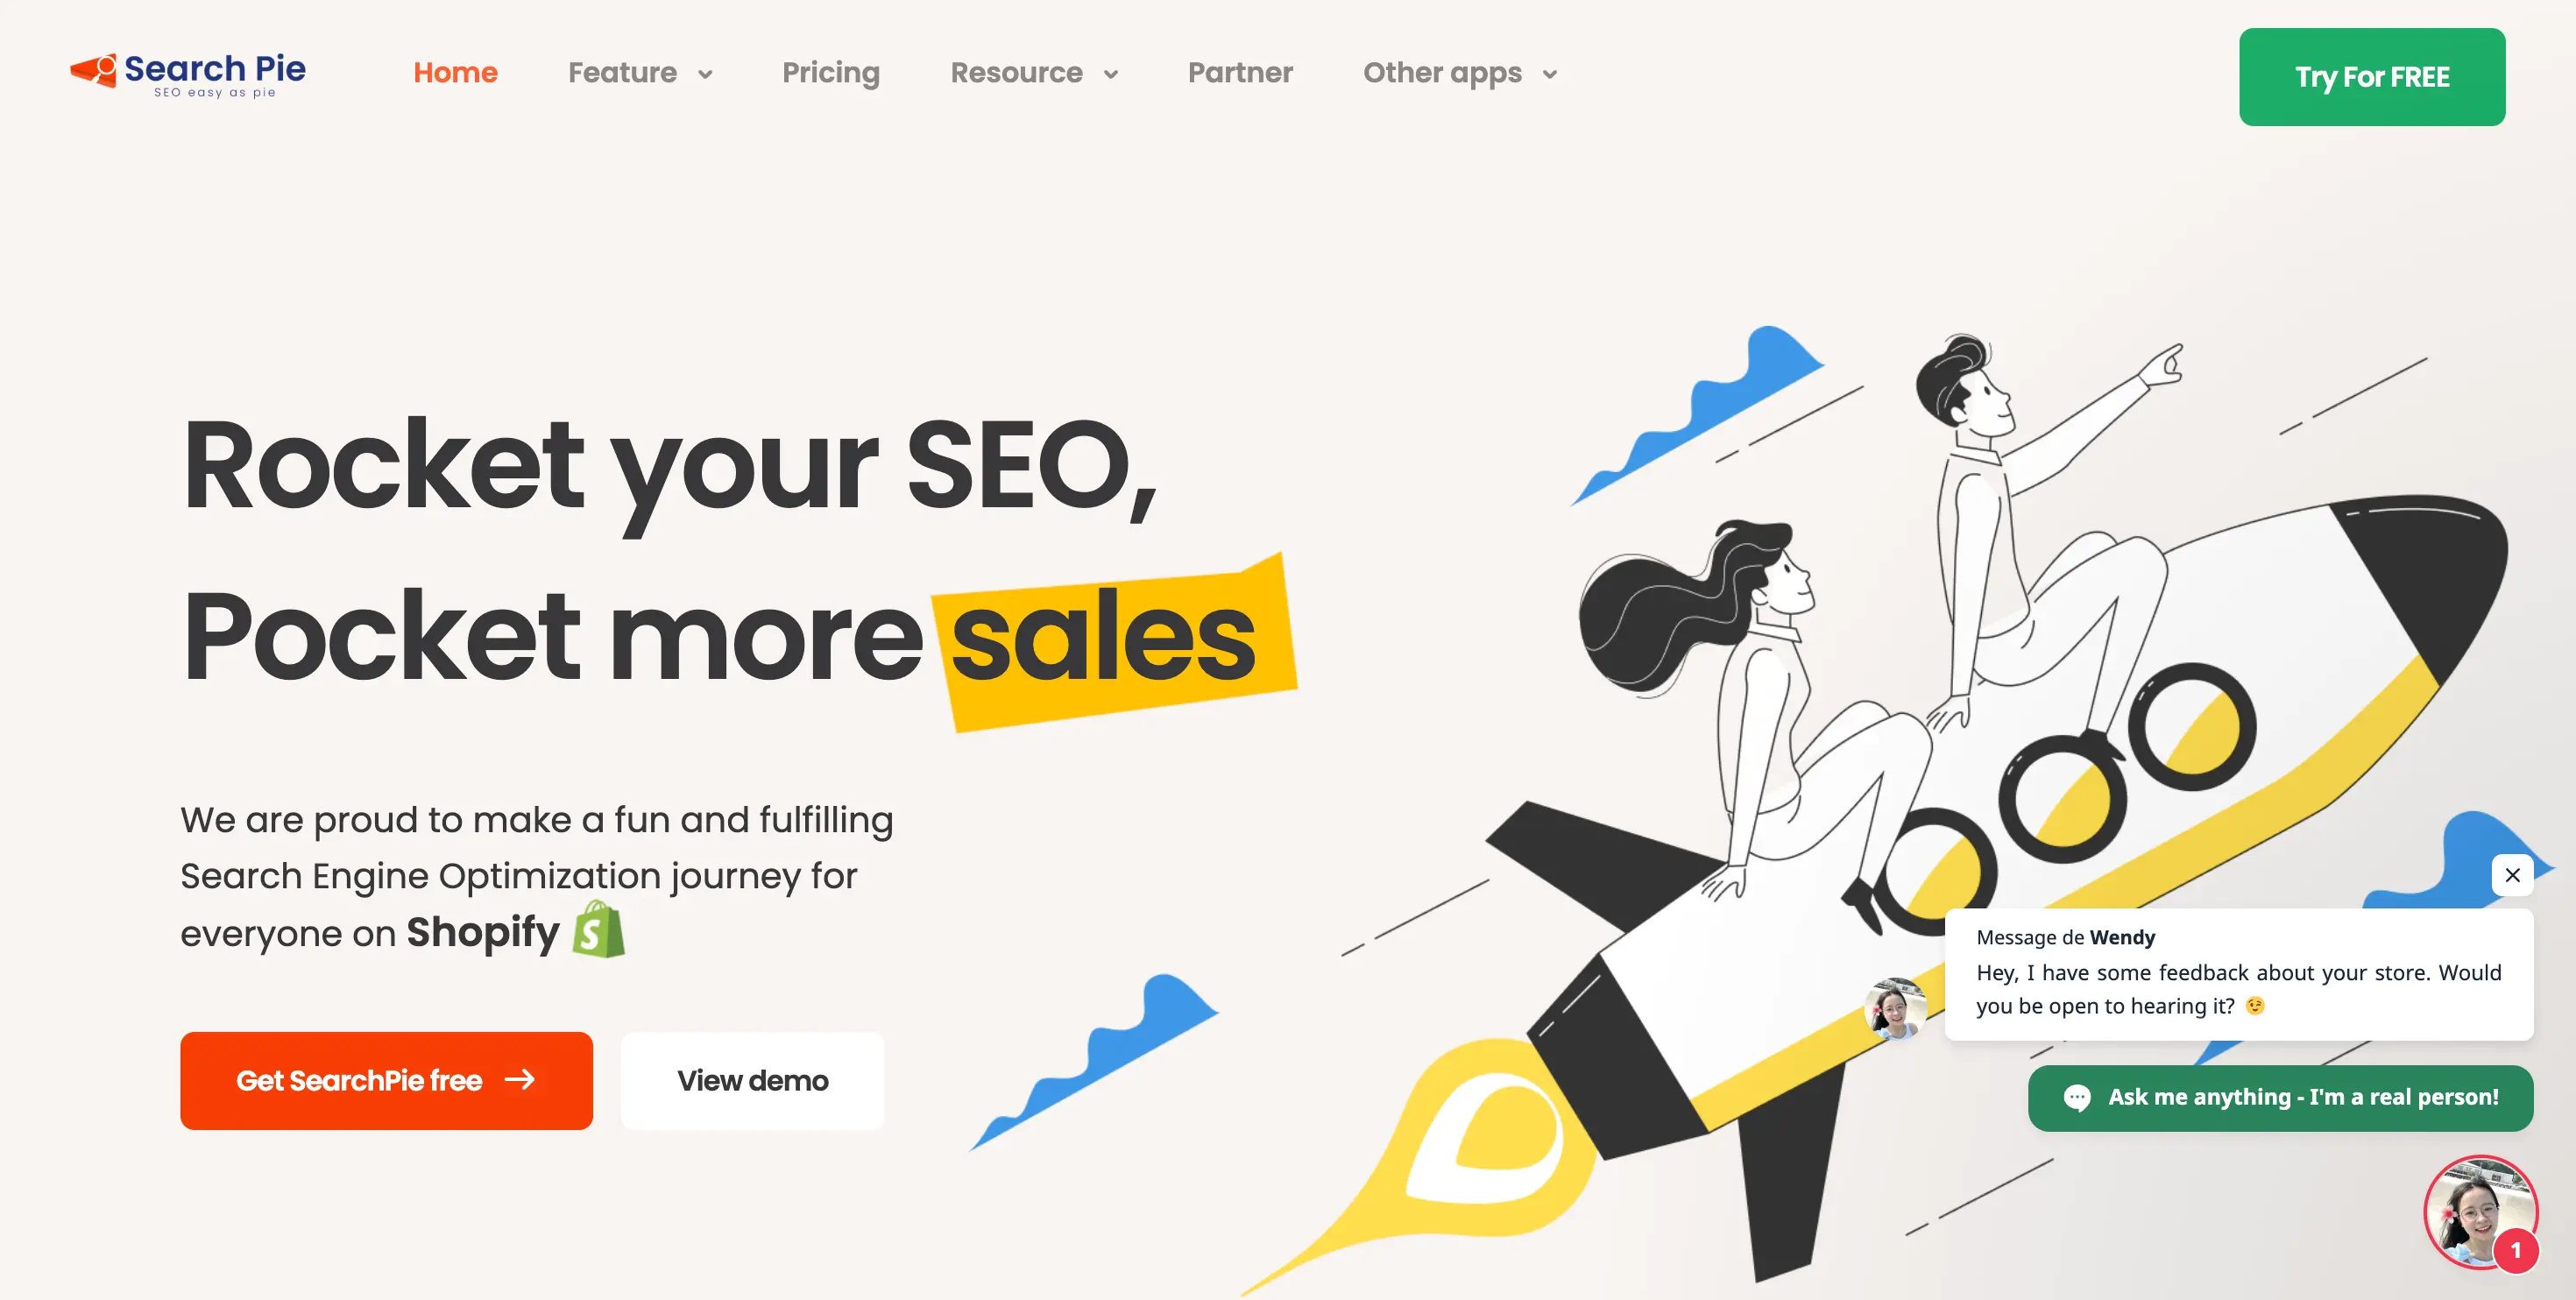 Search Pie
SEO easy as pie
Home
Feature
Pricing
Resource
Partner
Other apps
Try For FREE
Rocket your SEO,
Pocket more sales
We are proud to make a fun and fulfilling
Search Engine Optimization journey for
everyone on Shopify
Get SearchPie free
View demo
Message de Wendy
Hey, I have some feedback about your store. Would
you be open to hearing it? 😉
Ask me anything - I'm a real person!
1